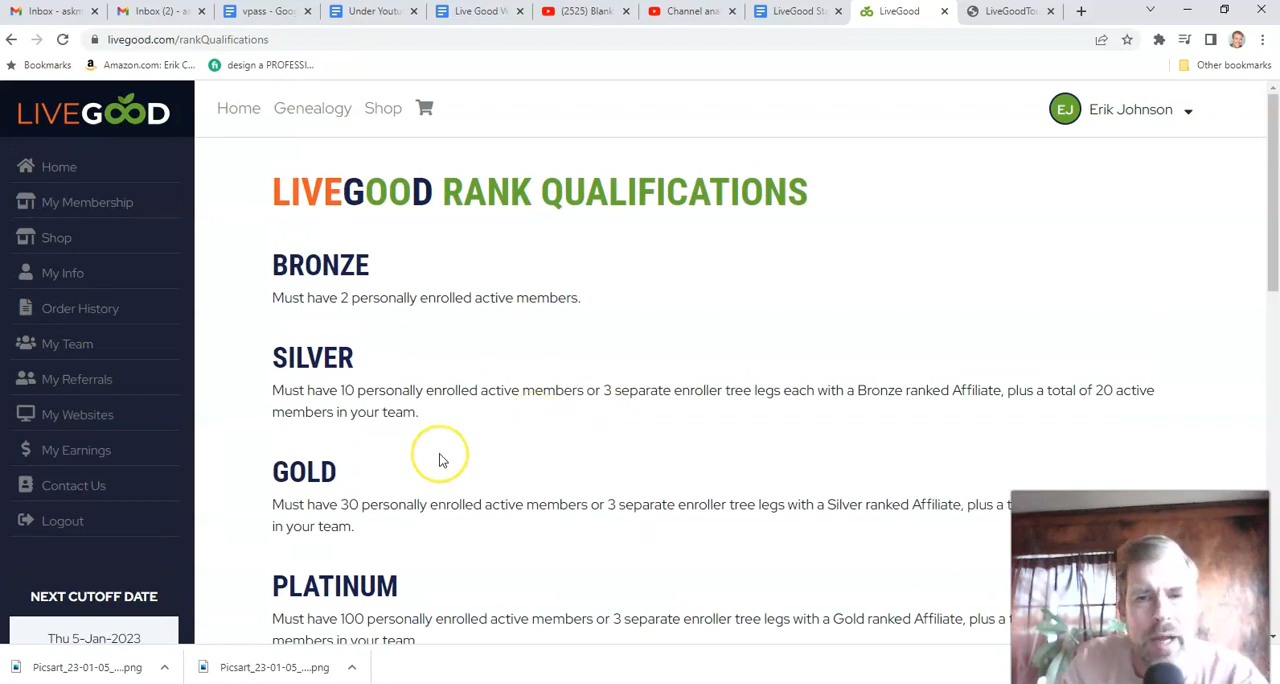 Inbox - askm
Inbox (2) - a
vpass - Goog
Under Youtu
Live Good W
(2525) Blank
Channel ana
LiveGood Sta
LiveGood
LiveGoodTou
livegood.com/rankQualifications
Bookmarks
Amazon.com: Erik C...
design a PROFESSI...
Other bookmarks
LIVEGOOD
Home
Genealogy
Shop
EJ
Erik Johnson
Home
My Membership
Shop
My Info
Order History
My Team
My Referrals
My Websites
My Earnings
Contact Us
Logout
NEXT CUTOFF DATE
Thu 5-Jan-2023
LIVEGOOD RANK QUALIFICATIONS
BRONZE
Must have 2 personally enrolled active members.
SILVER
Must have 10 personally enrolled active members or 3 separate enroller tree legs each with a Bronze ranked Affiliate, plus a total of 20 active
members in your team.
GOLD
Must have 30 personally enrolled active members or 3 separate enroller tree legs with a Silver ranked Affiliate, plus a t
in your team.
PLATINUM
Must have 100 personally enrolled active members or 3 separate enroller tree legs with a Gold ranked Affiliate, plus a t
members in your team.
Picsart_23-01-05_....png
Picsart_23-01-05_....png